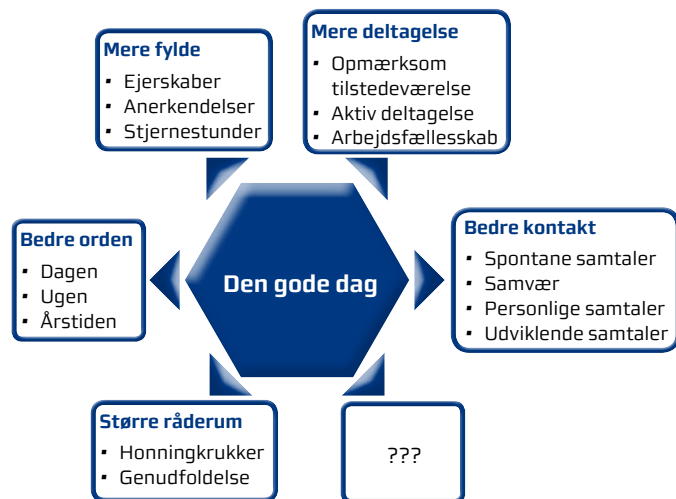 Mere fylde
▪ Ejerskaber
▪ Anerkendelser
▪ Stjernestunder
Mere deltagelse
▪ Opmærksom
tilstedeværelse
▪ Aktiv deltagelse
▪ Arbejdsfællesskab
Bedre orden
▪ Dagen
▪ Ugen
▪ Årstiden
Den gode dag
Bedre kontakt
▪ Spontane samtaler
▪ Samvær
▪ Personlige samtaler
▪ Udviklende samtaler
Større råderum
▪ Honningkrukker
▪ Genudfoldelse
???